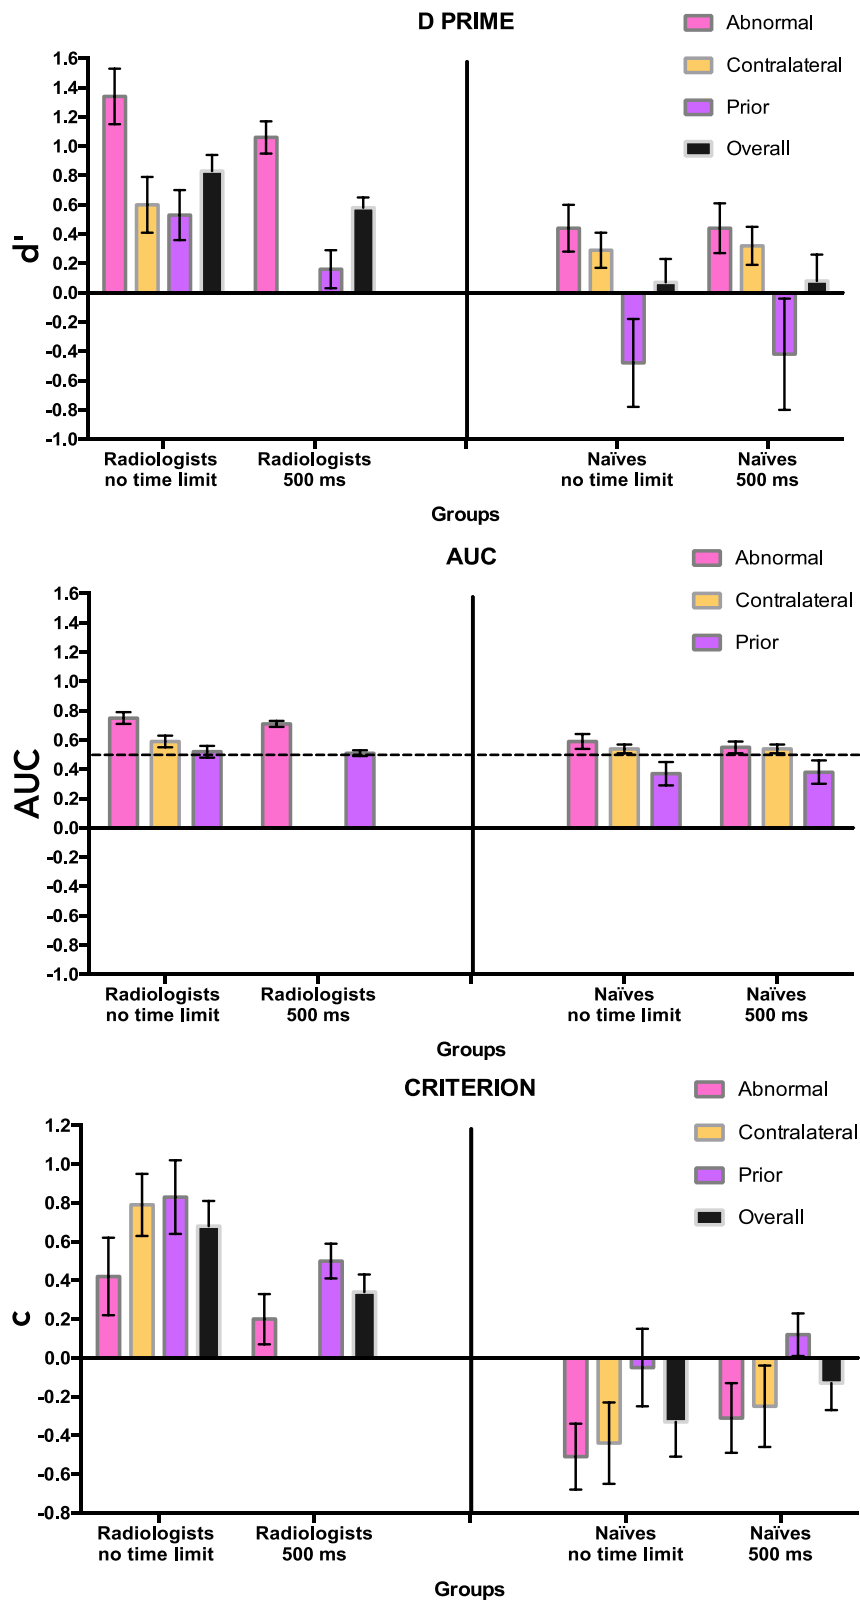 D PRIME
Abnormal
Contralateral
Prior
Overall
1.6
1.4
1.2
1.0
0.8
0.6
0.4
0.2
0.0
-0.2
-0.4
-0.6
-0.8
-1.0
d'
Radiologists
no time limit
Radiologists
500 ms
Naïves
no time limit
Naïves
500 ms
Groups
AUC
Abnormal
Contralateral
Prior
1.6
1.4
1.2
1.0
0.8
0.6
0.4
0.2
0.0
-0.2
-0.4
-0.6
-0.8
-1.0
AUC
Radiologists
no time limit
Radiologists
500 ms
Naïves
no time limit
Naïves
500 ms
Groups
CRITERION
Abnormal
Contralateral
Prior
Overall
1.2
1.0
0.8
0.6
0.4
0.2
0.0
-0.2
-0.4
-0.6
-0.8
c
Radiologists
no time limit
Radiologists
500 ms
Naïves
no time limit
Naïves
500 ms
Groups